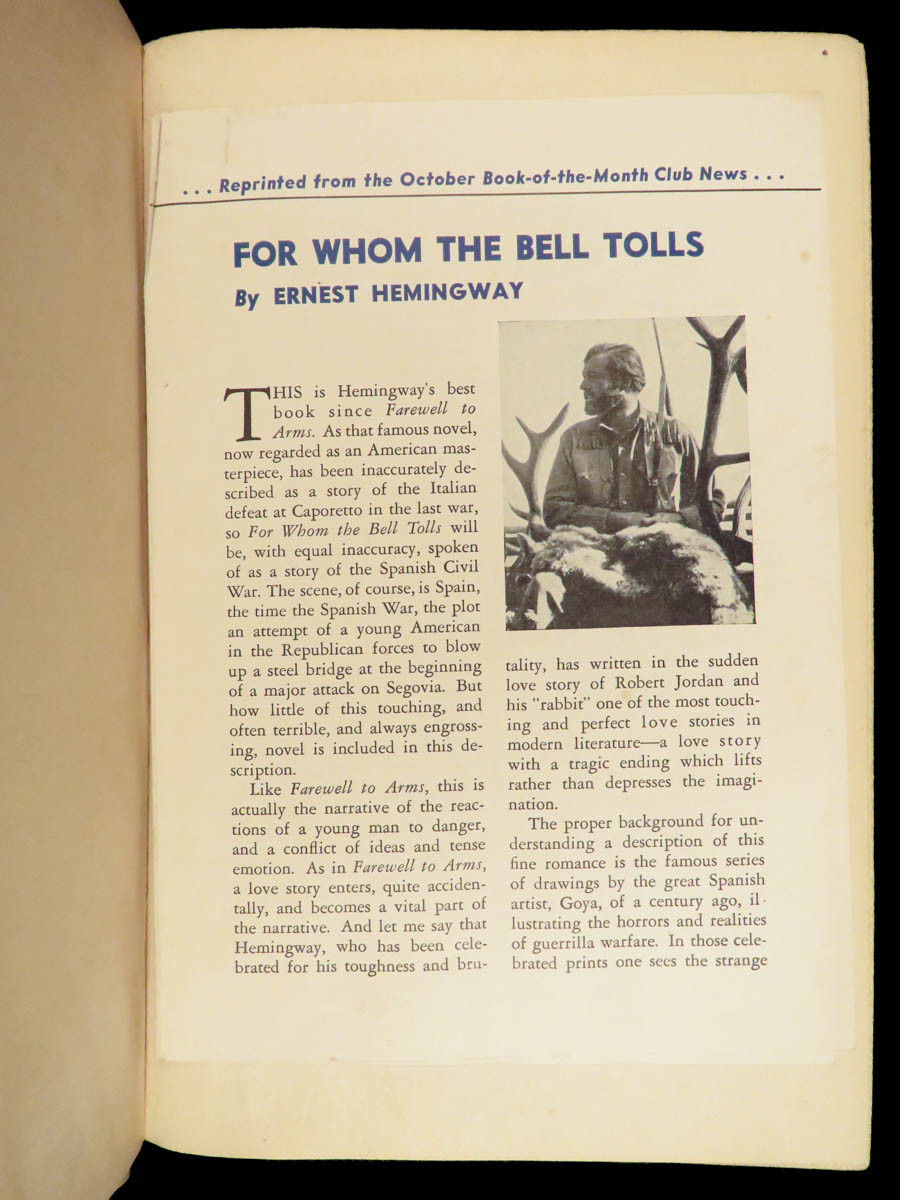 . . . Reprinted from the October Book-of-the-Month Club News . . .
FOR WHOM THE BELL TOLLS
By ERNEST HEMINGWAY
THIS is Hemingway's best
book since Farewell to
Arms. As that famous novel,
now regarded as an American mas-
terpiece, has been inaccurately de-
scribed as a story of the Italian
defeat at Caporetto in the last war,
so For Whom the Bell Tolls will
be, with equal inaccuracy, spoken
of as a story of the Spanish Civil
War. The scene, of course, is Spain,
the time the Spanish War, the plot
an attempt of a young American
in the Republican forces to blow
up a steel bridge at the beginning
of a major attack on Segovia. But
how little of this touching, and
often terrible, and always engross-
ing, novel is included in this de-
scription.
Like Farewell to Arms, this is
actually the narrative of the reac-
tions of a young man to danger,
and a conflict of ideas and tense
emotion. As in Farewell to Arms,
a love story enters, quite acciden-
tally, and becomes a vital part of
the narrative. And let me say that
Hemingway, who has been cele-
brated for his toughness and bru-
tality, has written in the sudden
love story of Robert Jordan and
his "rabbit" one of the most touch-
ing and perfect love stories in
modern literature—a love story
with a tragic ending which lifts
rather than depresses the imagi-
nation.
The proper background for un-
derstanding a description of this
fine romance is the famous series
of drawings by the great Spanish
artist, Goya, of a century ago, il-
lustrating the horrors and realities
of guerrilla warfare. In those cele-
brated prints one sees the strange